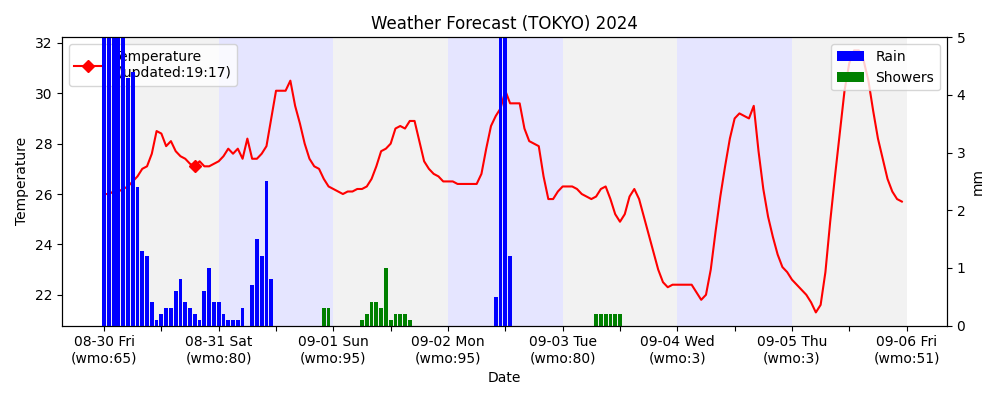 Weather Forecast (TOKYO) 2024
Temperature
(updated:19:17)
Rain
Showers
32
30
28
26
24
22
Temperature
5
4
3
2
1
0
mm
08-30 Fri
(wmo:65)
08-31 Sat
(wmo:80)
09-01 Sun
(wmo:95)
09-02 Mon
(wmo:95)
09-03 Tue
(wmo:80)
09-04 Wed
(wmo:3)
09-05 Thu
(wmo:3)
09-06 Fri
(wmo:51)
Date